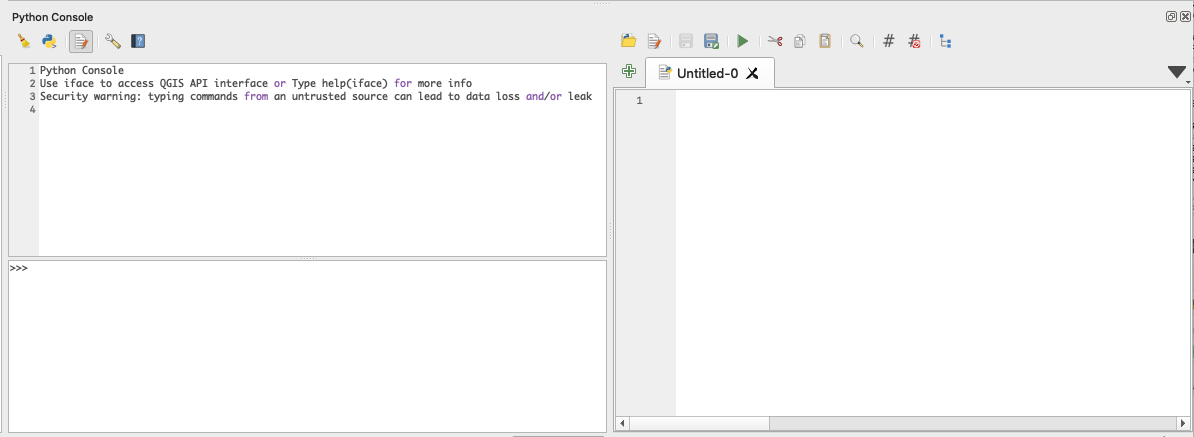 Python Console
1 Python Console
2 Use iface to access QGIS API interface or Type help(iface) for more info
3 Security warning: typing commands from an untrusted source can lead to data loss and/or leak
4
>>>
Untitled-0
1